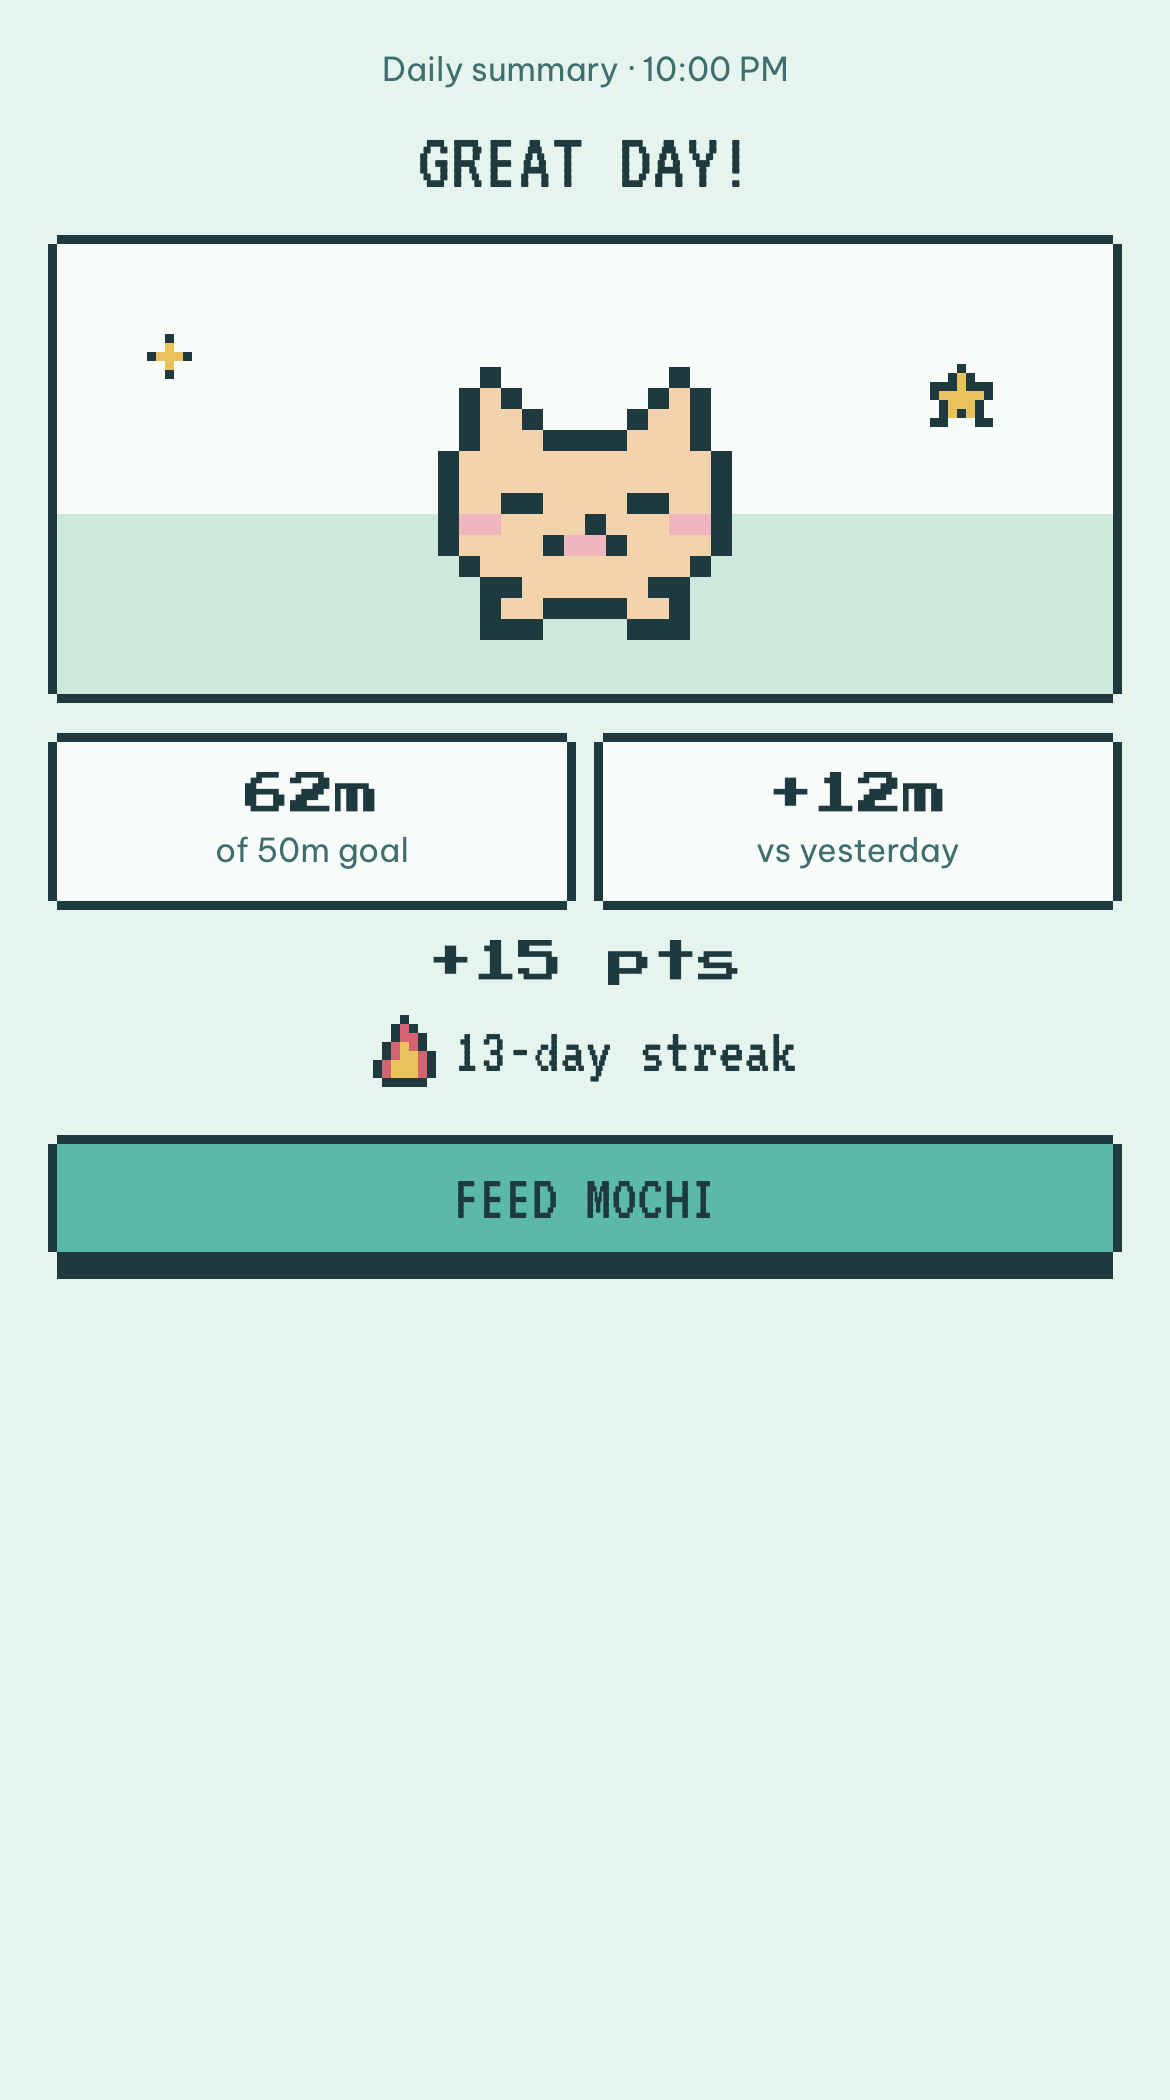 Daily summary · 10:00 PM
GREAT DAY!
62m
of 50m goal
+12m
vs yesterday
+15 pts
13-day streak
FEED MOCHI